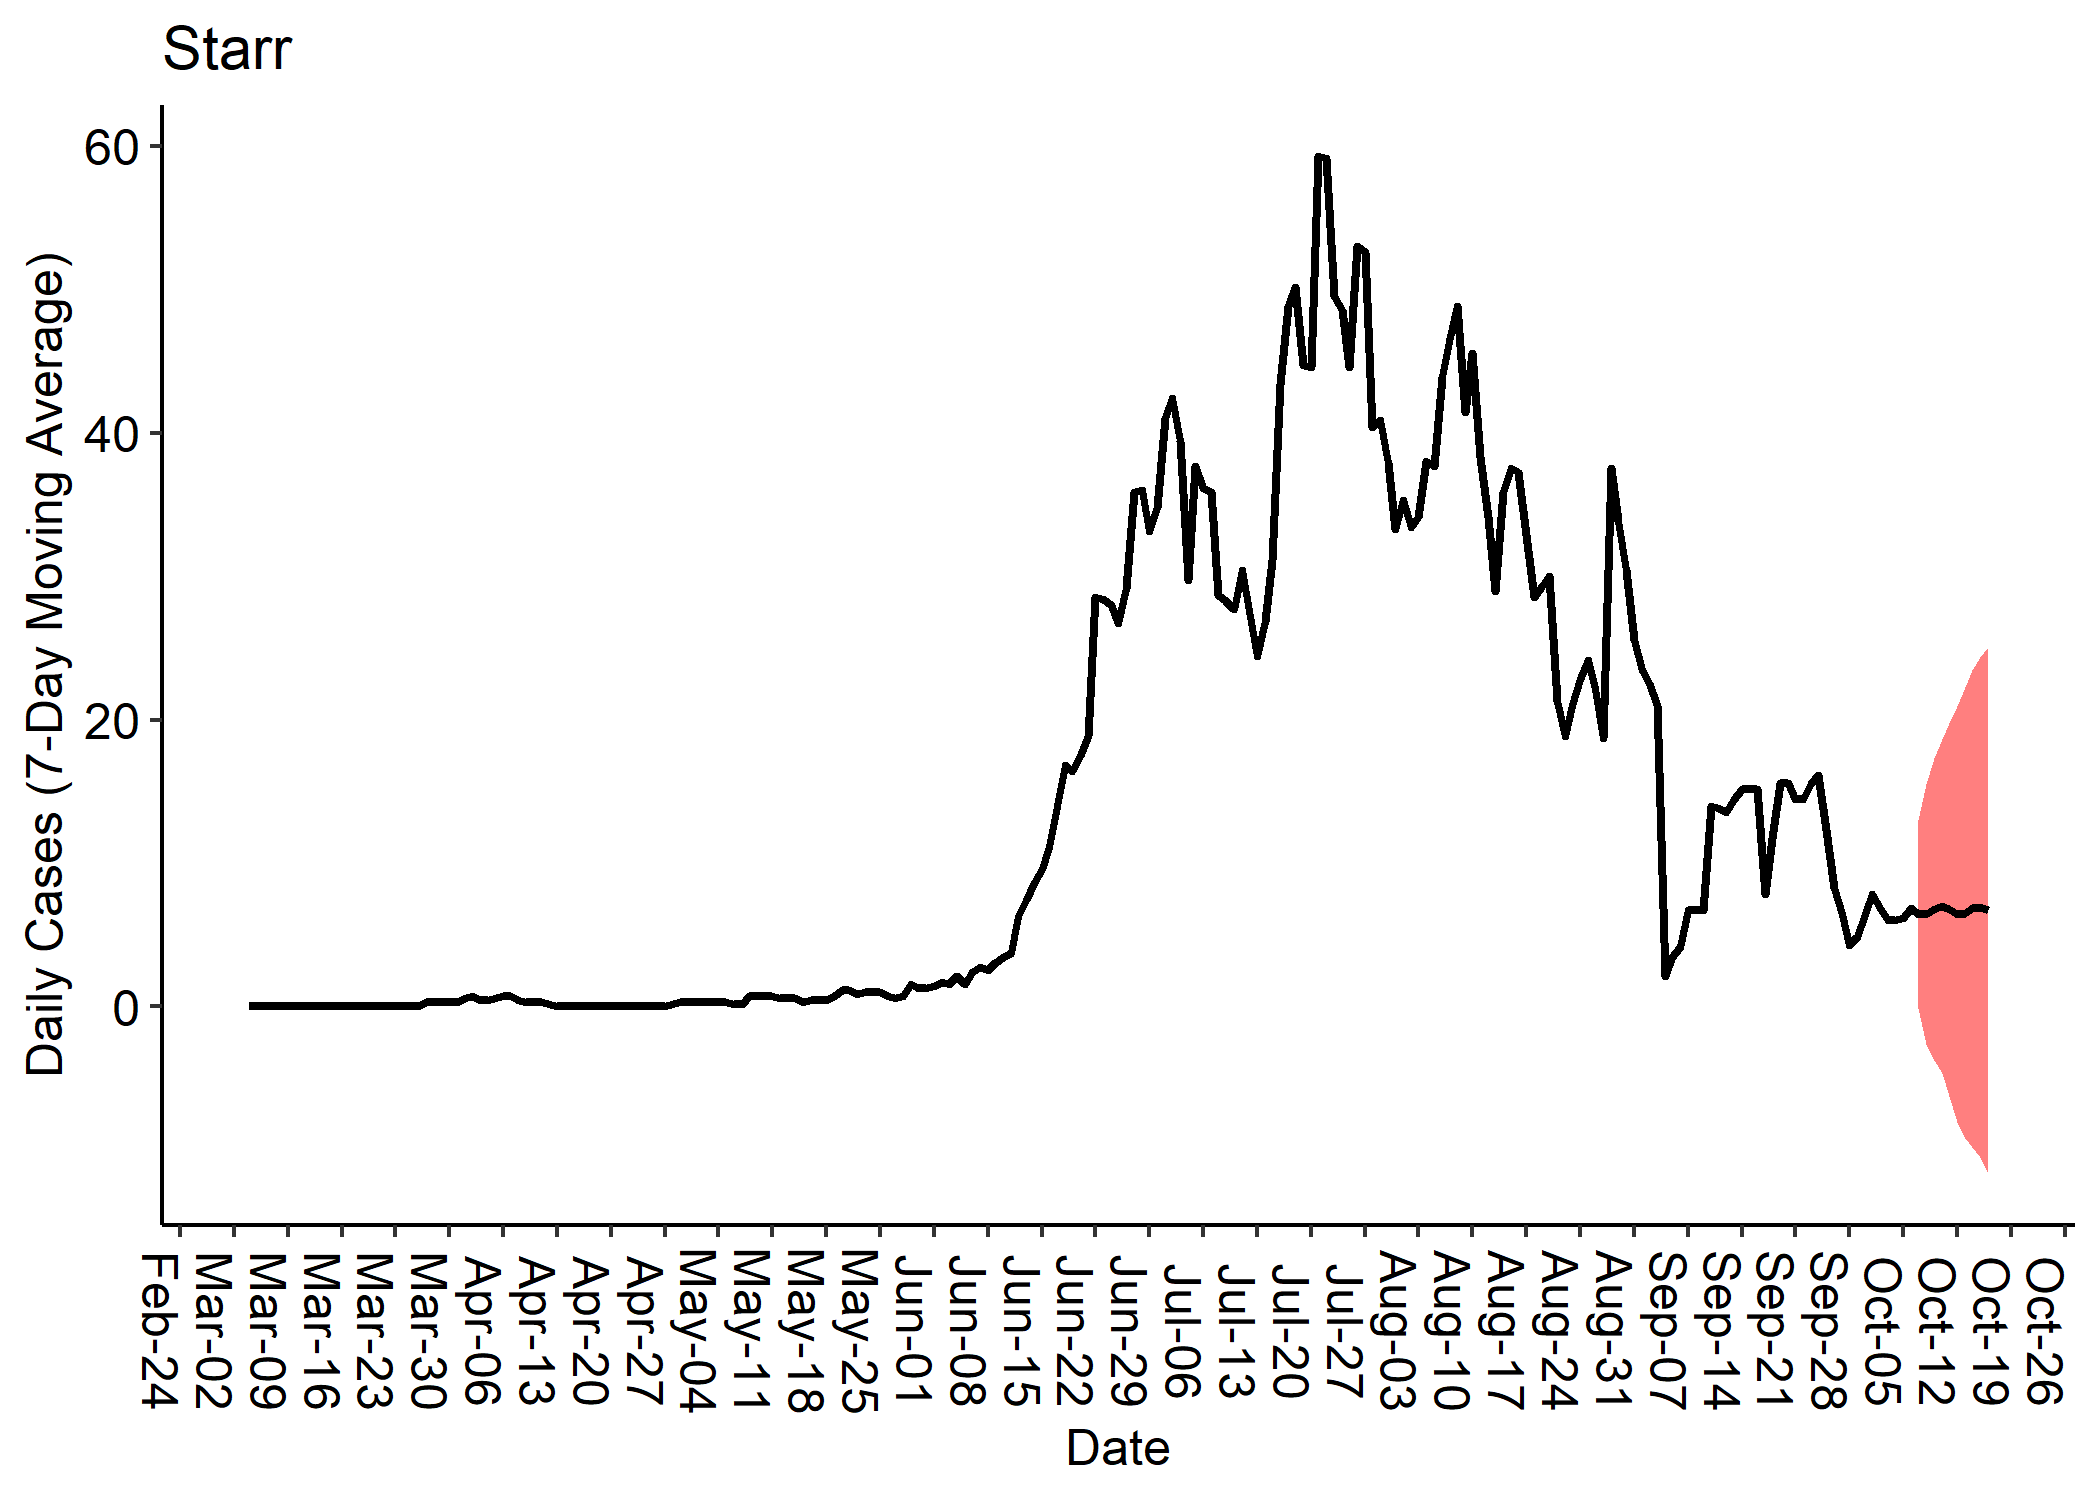 Starr
Daily Cases (7-Day Moving Average)
60
40
20
0
Feb-24
Mar-02
Mar-09
Mar-16
Mar-23
Mar-30
Apr-06
Apr-13
Apr-20
Apr-27
May-04
May-11
May-18
May-25
Jun-01
Jun-08
Jun-15
Jun-22
Jun-29
Jul-06
Jul-13
Jul-20
Jul-27
Aug-03
Aug-10
Aug-17
Aug-24
Aug-31
Sep-07
Sep-14
Sep-21
Sep-28
Oct-05
Oct-12
Oct-19
Oct-26
Date